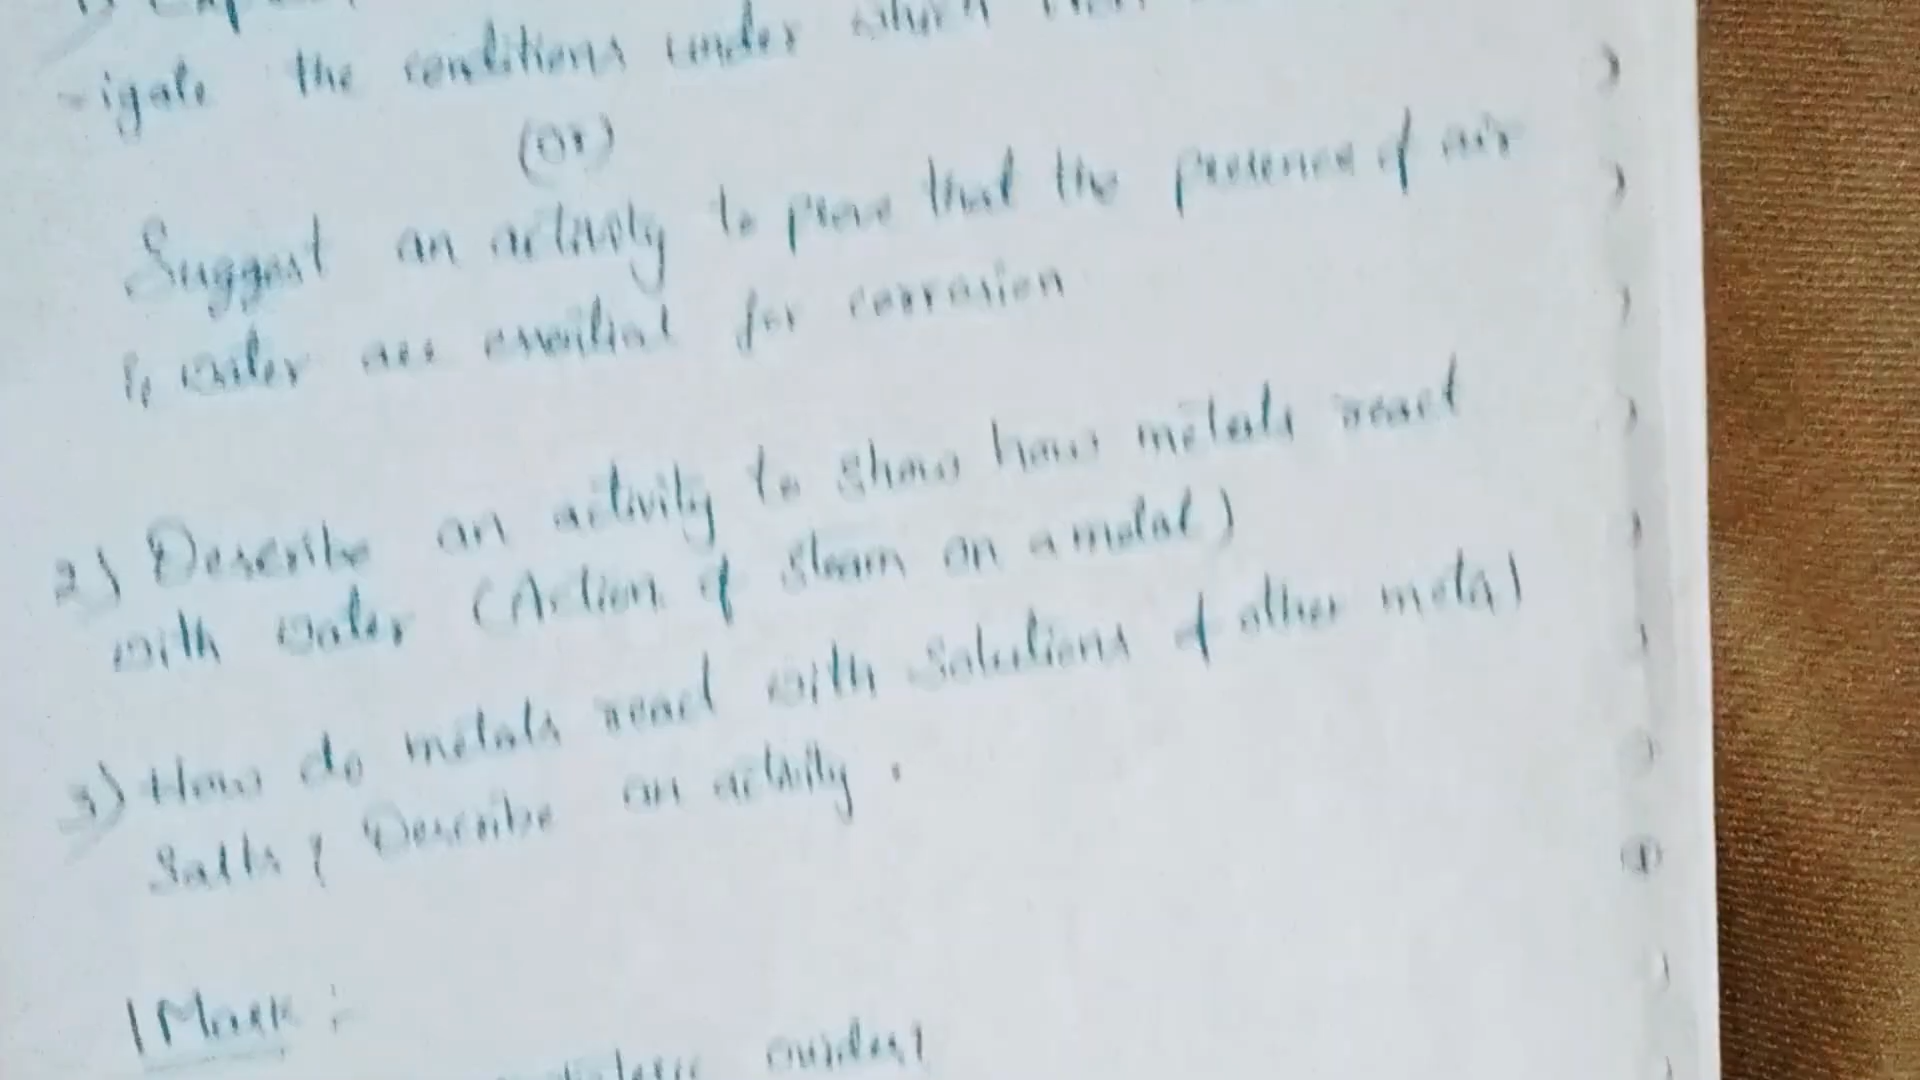 -igate the conditions under which
(or)
Suggest an activity to prove that the presence of air
& water are essential for corrosion
2) Describe an activity to show how metals react
with water (Action of steam on a metal)
3) How do metals react with solutions of other metal
Salts? Describe an activity.
1 Mark :-